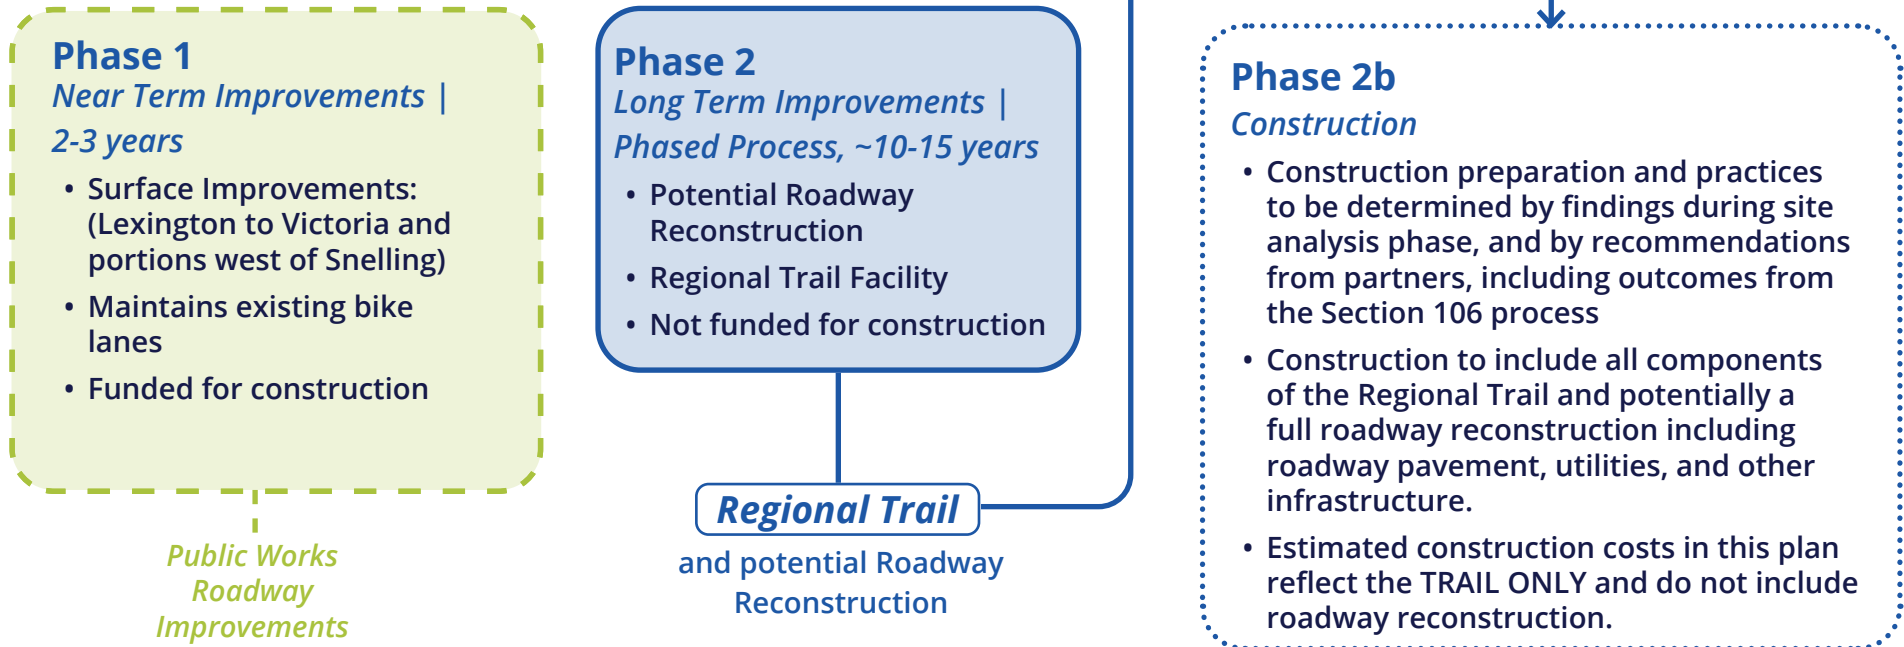 Phase 1
Near Term Improvements |
2-3 years
• Surface Improvements:
(Lexington to Victoria and
portions west of Snelling)
• Maintains existing bike
lanes
• Funded for construction
Public Works
Roadway
Improvements
Phase 2
Long Term Improvements |
Phased Process, ~10-15 years
• Potential Roadway
Reconstruction
• Regional Trail Facility
• Not funded for construction
Regional Trail
and potential Roadway
Reconstruction
Phase 2b
Construction
• Construction preparation and practices
to be determined by findings during site
analysis phase, and by recommendations
from partners, including outcomes from
the Section 106 process
• Construction to include all components
of the Regional Trail and potentially a
full roadway reconstruction including
roadway pavement, utilities, and other
infrastructure.
• Estimated construction costs in this plan
reflect the TRAIL ONLY and do not include
roadway reconstruction.